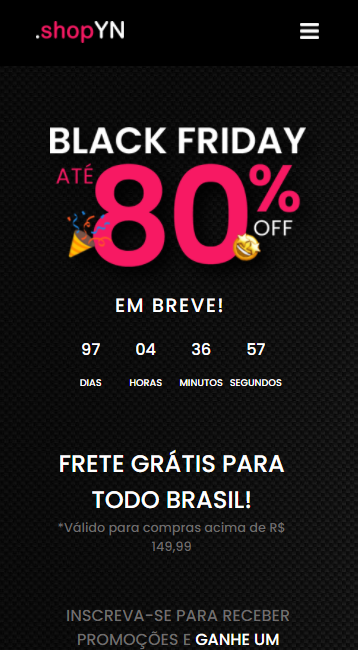 .shopYN
BLACK FRIDAY
ATÉ 80% OFF
EM BREVE!
97 04 36 57
DIAS HORAS MINUTOS SEGUNDOS
FRETE GRÁTIS PARA
TODO BRASIL!
*Válido para compras acima de R$
149,99
INSCREVA-SE PARA RECEBER
PROMOÇÕES E GANHE UM